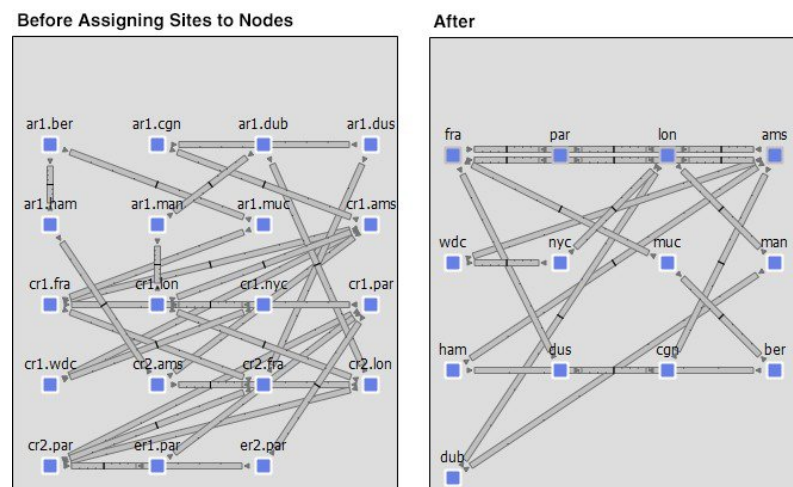 Before Assigning Sites to Nodes After
ar1.ber ar1.cgn ar1.dub ar1.dus
fra par lon ams
ar1.ham ar1.man ar1.muc cr1.ams
wdc nyc muc man
cr1.fra cr1.lon cr1.nyc cr1.par
cr1.wdc cr2.ams cr2.fra cr2.lon
ham dus cgn ber
cr2.par er1.par er2.par
dub